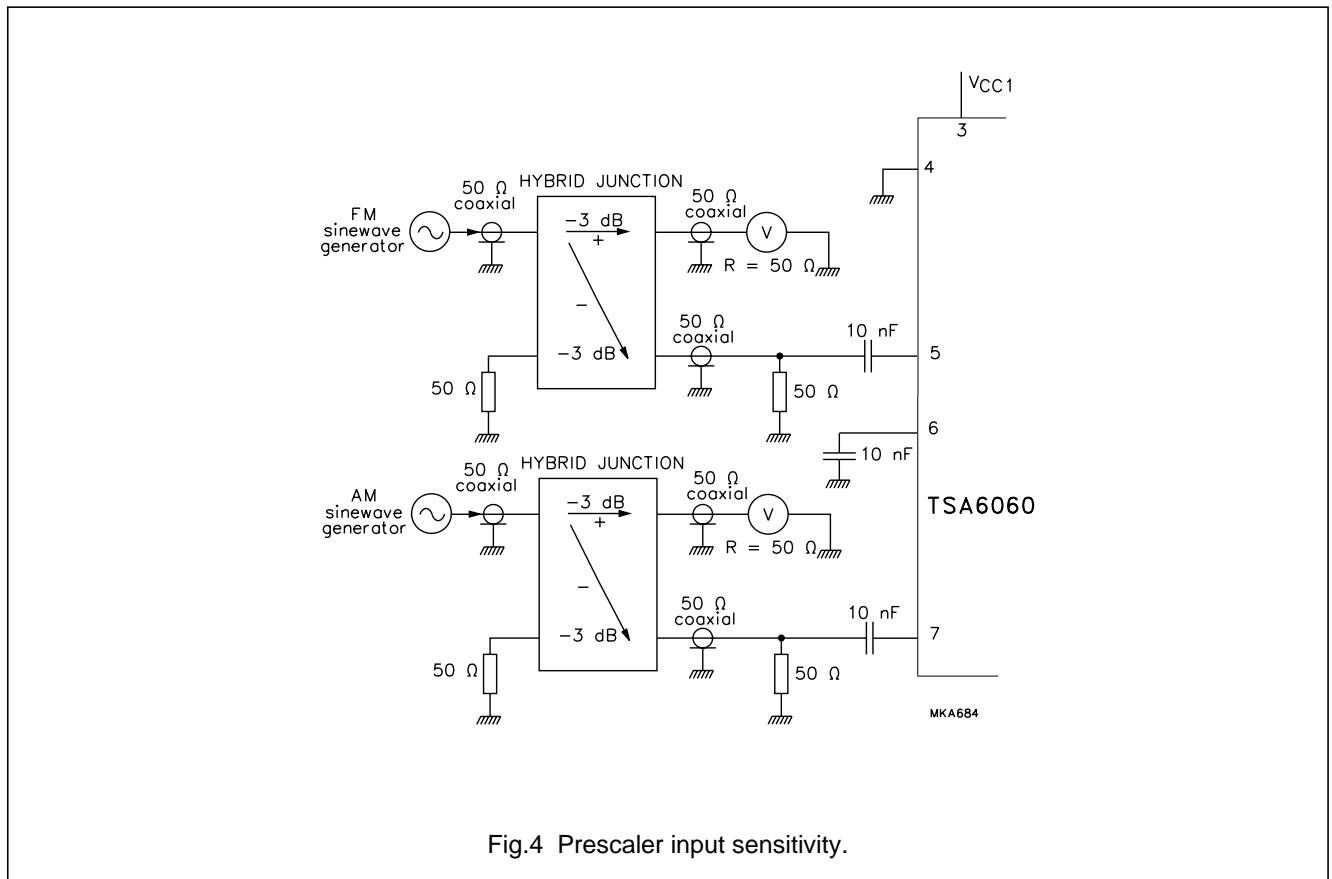 VCC1
3
4
HYBRID JUNCTION
50 Ω
coaxial
50 Ω
coaxial
FM
sinewave
generator
−3 dB
+
V
R = 50 Ω
−
50 Ω
coaxial
10 nF
−3 dB
5
50 Ω
50 Ω
6
10 nF
HYBRID JUNCTION
50 Ω
coaxial
50 Ω
coaxial
AM
sinewave
generator
−3 dB
+
V
TSA6060
R = 50 Ω
−
50 Ω
coaxial
10 nF
−3 dB
7
50 Ω
50 Ω
MKA684
Fig.4 Prescaler input sensitivity.